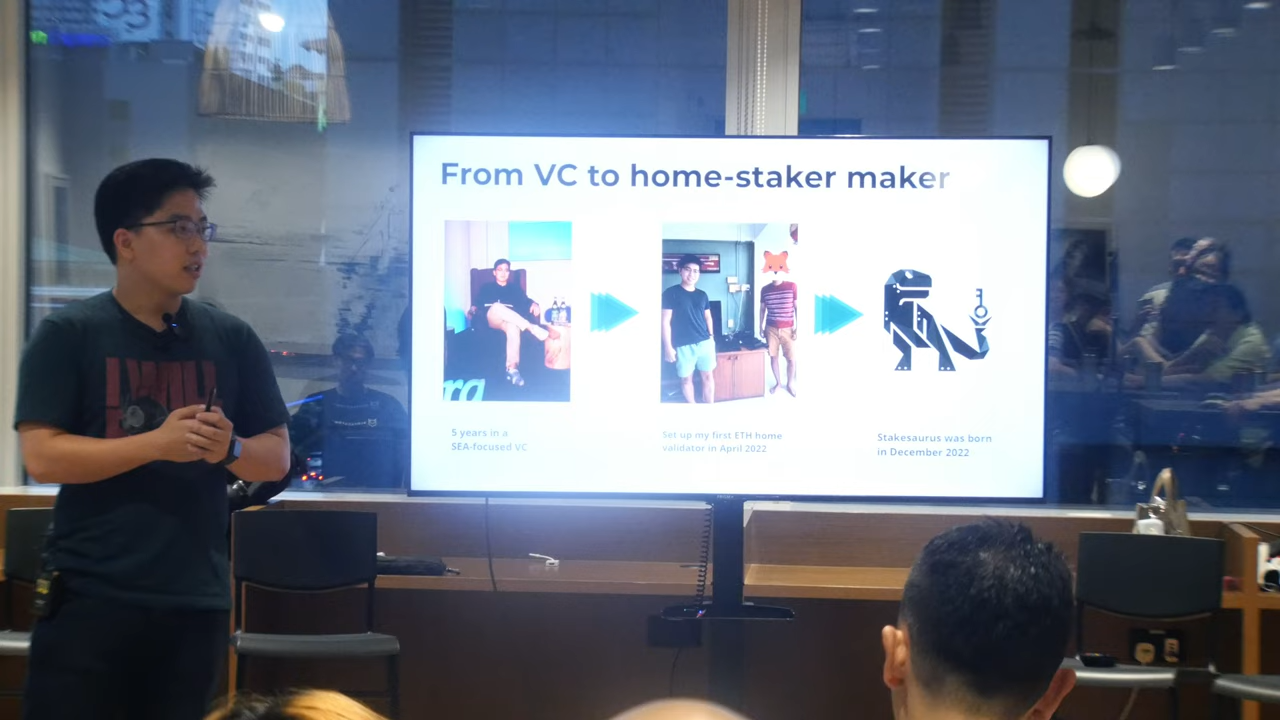 From VC to home-staker maker
ra
5 years in a
SEA-focused VC
Set up my first ETH home
validator in April 2022
Stakesaurus was born
in December 2022